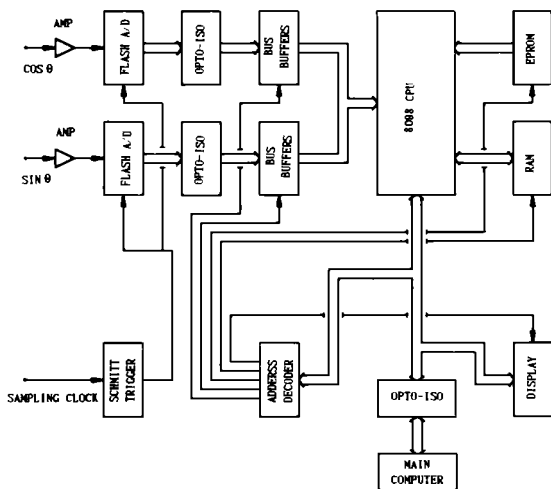 AMP
COS θ
FLASH A/D
OPTO-ISO
BUS
BUFFERS
8098 CPU
EPROM
AMP
SIN θ
FLASH A/D
OPTO-ISO
BUS
BUFFERS
RAM
SAMPLING CLOCK
SCHMITT
TRIGGER
ADDERSS
DECODER
OPTO-ISO
DISPLAY
MAIN
COMPUTER